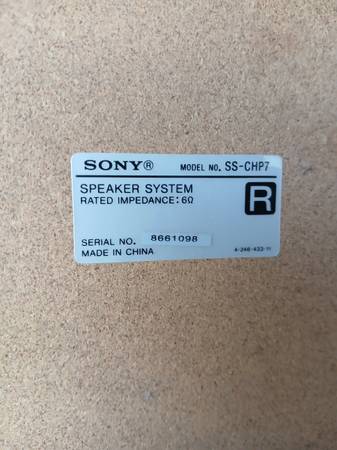 SONY® MODEL NO. SS-CHP7
SPEAKER SYSTEM
RATED IMPEDANCE: 6Ω
R
SERIAL NO. 8661098
MADE IN CHINA 4-246-433-11